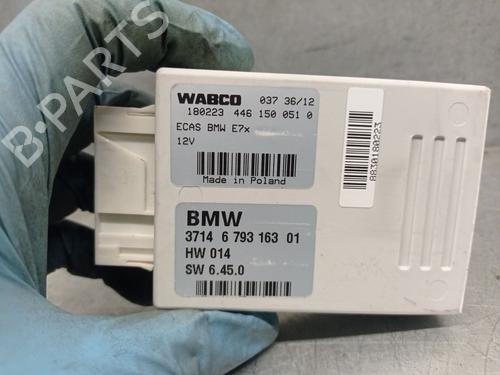 B-PARTS
WABCO 037 36/12
180223 446 150 051 0
ECAS BMW E7x
12V
Made in Poland
BMW
3714 6 793 163 01
HW 014
SW 6.45.0
883A180223